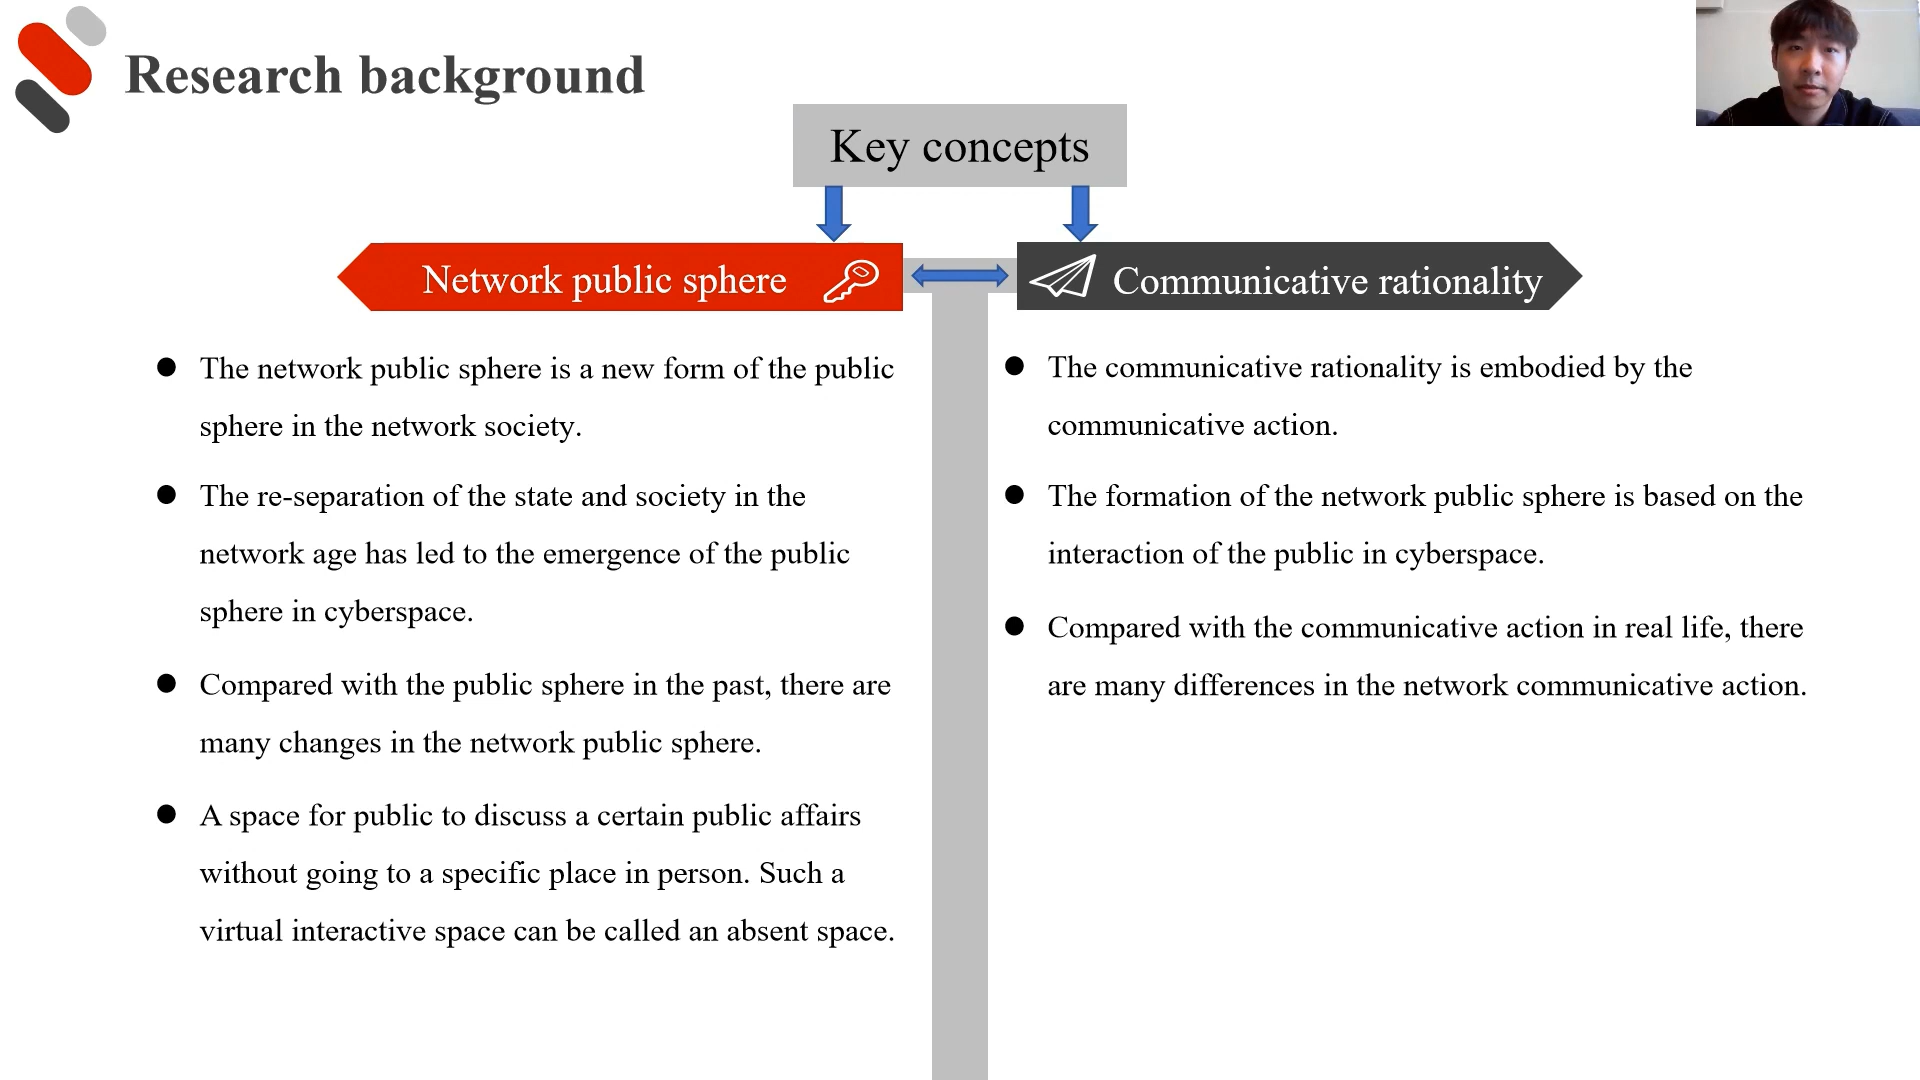 Research background
Key concepts
Network public sphere
The network public sphere is a new form of the public
sphere in the network society.
The re-separation of the state and society in the
network age has led to the emergence of the public
sphere in cyberspace.
Compared with the public sphere in the past, there are
many changes in the network public sphere.
A space for public to discuss a certain public affairs
without going to a specific place in person. Such a
virtual interactive space can be called an absent space.
Communicative rationality
The communicative rationality is embodied by the
communicative action.
The formation of the network public sphere is based on the
interaction of the public in cyberspace.
Compared with the communicative action in real life, there
are many differences in the network communicative action.